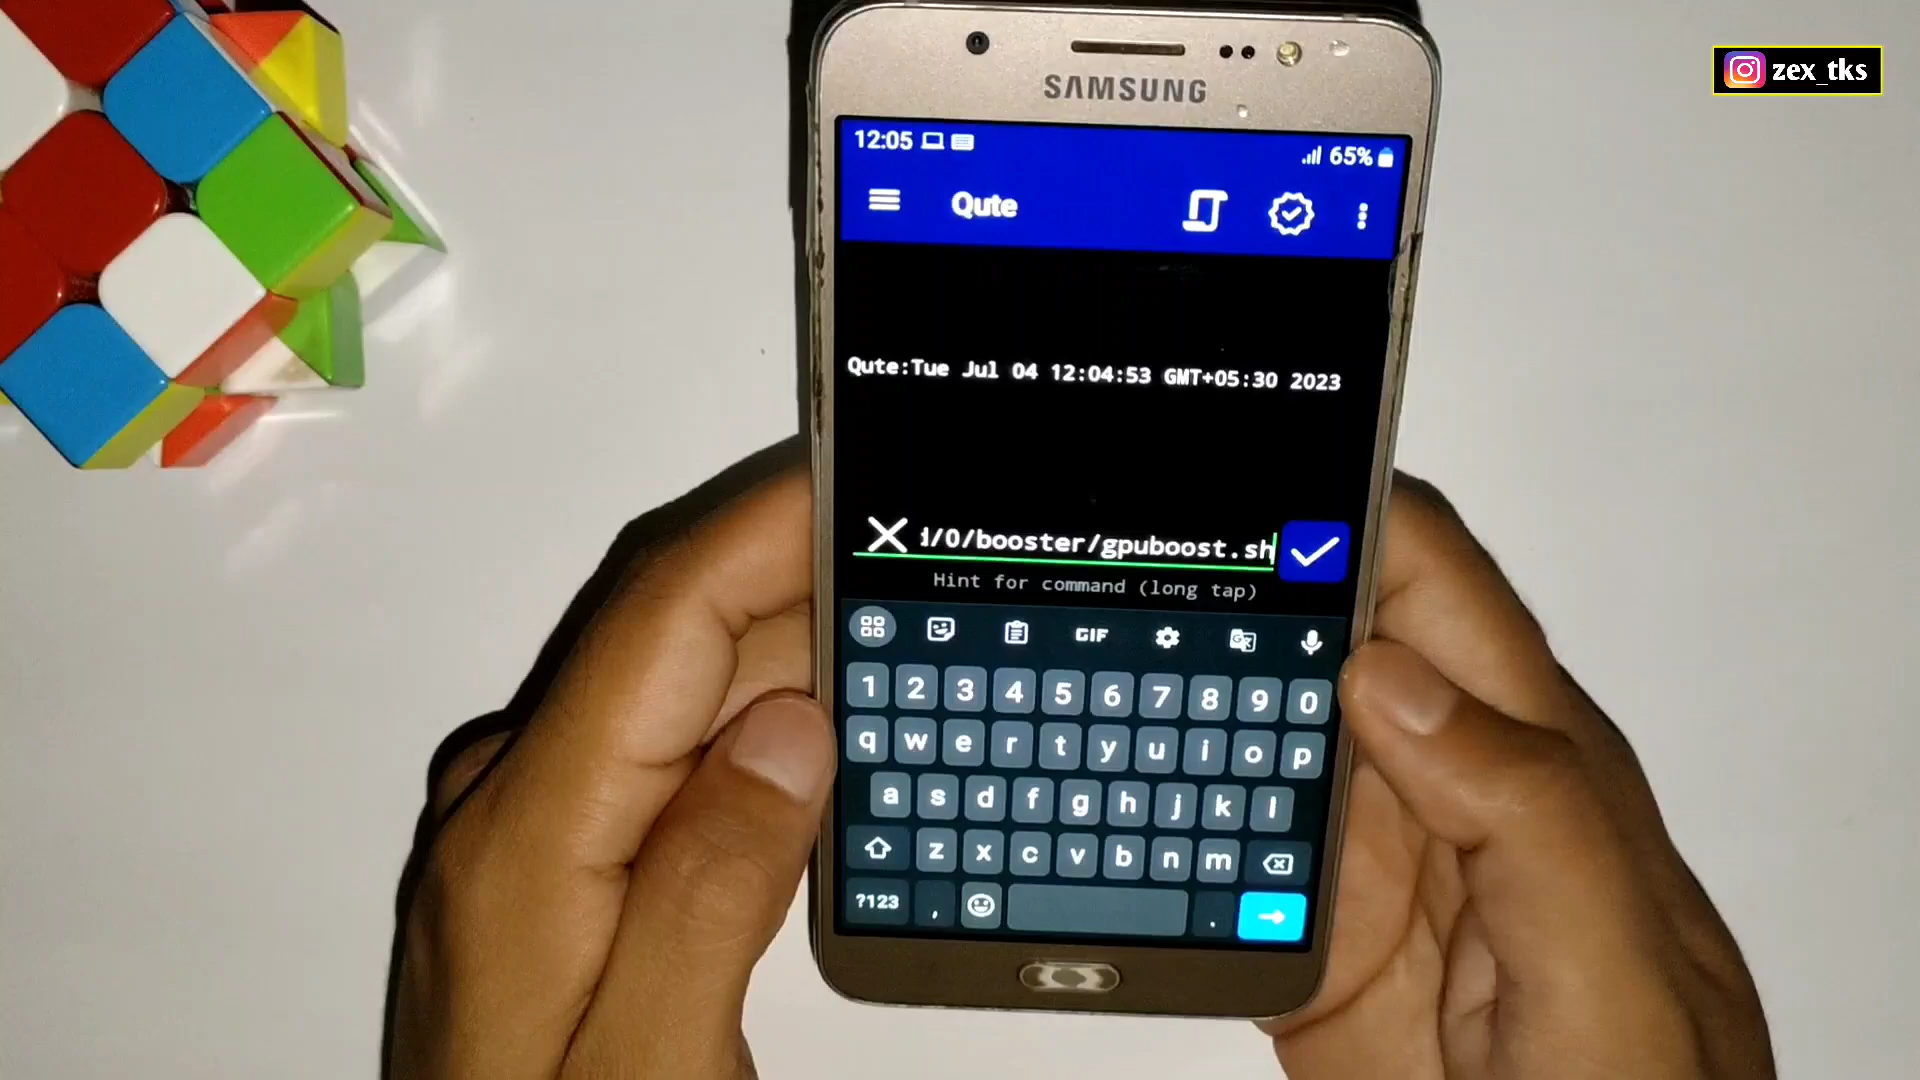 zex_tks
SAMSUNG
12:05
65%
Qute
Qute:Tue Jul 04 12:04:53 GMT+05:30 2023
/0/booster/gpuboost.sh
Hint for command (long tap)
GIF
1 2 3 4 5 6 7 8 9 0
q w e r t y u i o p
a s d f g h j k l
z x c v b n m
?123 , .